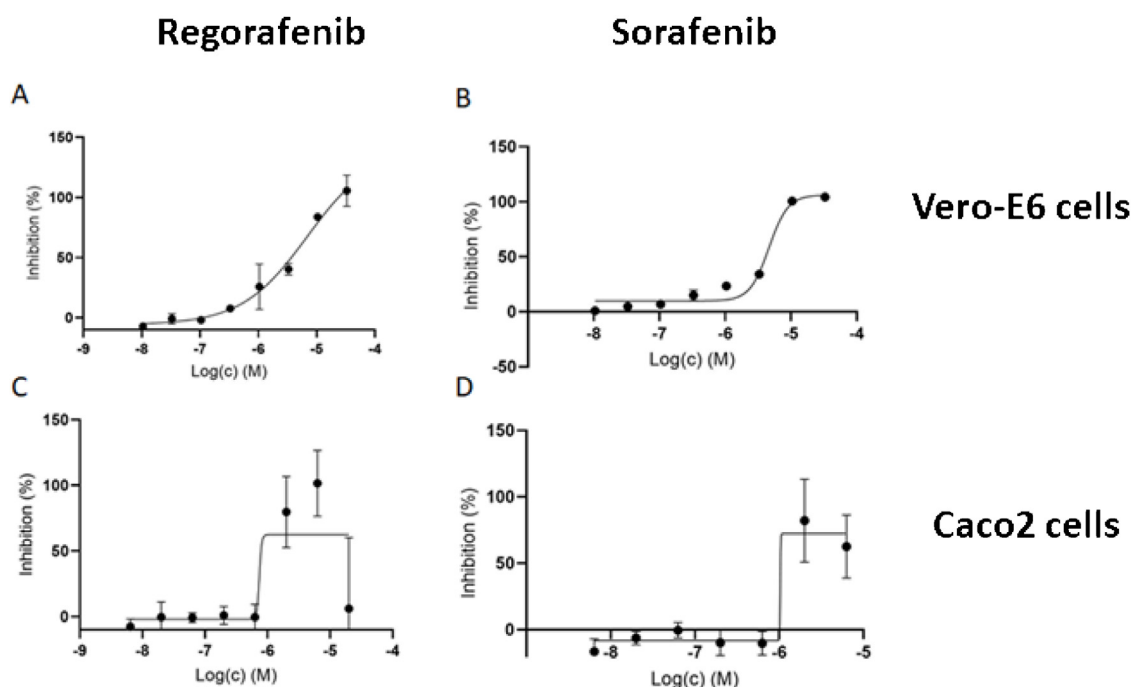 Regorafenib Sorafenib
A
150
100
50
0
Inhibition (%)
-9 -8 -7 -6 -5 -4
Log(c) (M)
B
150
100
50
0
-50
Inhibition (%)
-8 -7 -6 -5 -4
Log(c) (M)
Vero-E6 cells
C
150
100
50
0
Inhibition (%)
-9 -8 -7 -6 -5 -4
Log(c) (M)
D
150
100
50
0
Inhibition (%)
-8 -7 -6 -5
Log(c) (M)
Caco2 cells